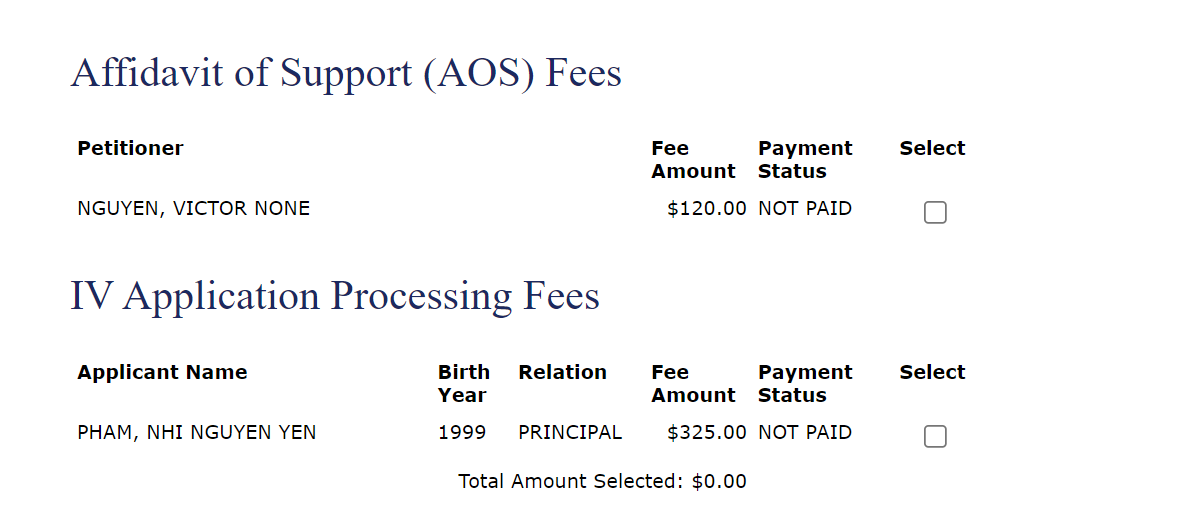 Affidavit of Support (AOS) Fees
Petitioner Fee Amount Payment Status Select
NGUYEN, VICTOR NONE $120.00 NOT PAID
IV Application Processing Fees
Applicant Name Birth Year Relation Fee Amount Payment Status Select
PHAM, NHI NGUYEN YEN 1999 PRINCIPAL $325.00 NOT PAID
Total Amount Selected: $0.00